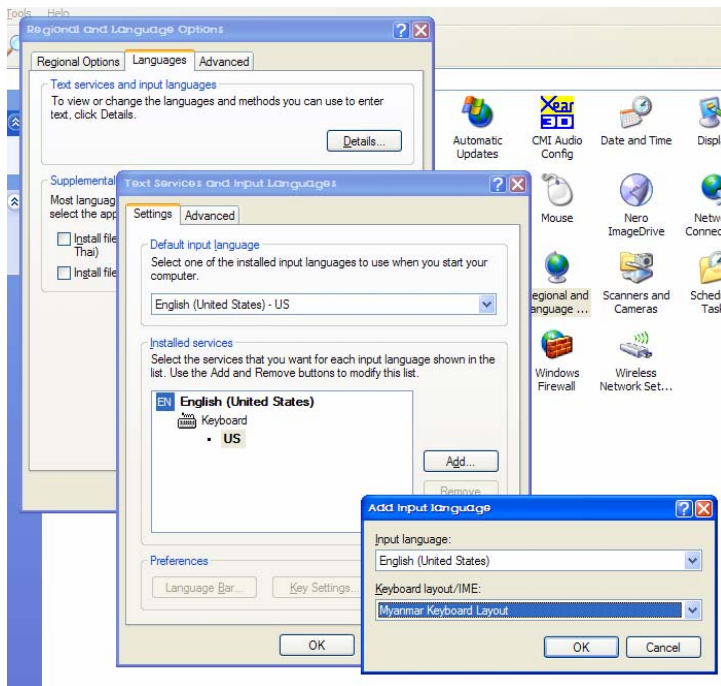 Tools Help
Regional and Language Options
Regional Options Languages Advanced
Text services and input languages
To view or change the languages and methods you can use to enter
text, click Details.
Details...
Supplemental
Most languag
select the app
Install file
Thai)
Install file
Text Services and Input Languages
Settings Advanced
Default input language
Select one of the installed input languages to use when you start your
computer.
English (United States) - US
Installed services
Select the services that you want for each input language shown in the
list. Use the Add and Remove buttons to modify this list.
EN English (United States)
Keyboard
US
Add...
Remove
Preferences
Language Bar... Key Settings...
OK
Add Input language
Input language:
English (United States)
Keyboard layout/IME:
Myanmar Keyboard Layout
OK Cancel
Automatic
Updates
Xear
3D
CMI Audio
Config
Date and Time
Displ
Mouse
Nero
ImageDrive
Netw
Connec
egional and
anguage ...
Scanners and
Cameras
Sched
Tas
Windows
Firewall
Wireless
Network Set...